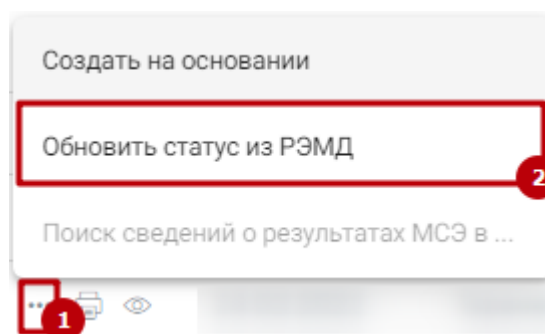 Создать на основании
Обновить статус из РЭМД
2
Поиск сведений о результатах МСЭ в ...
1